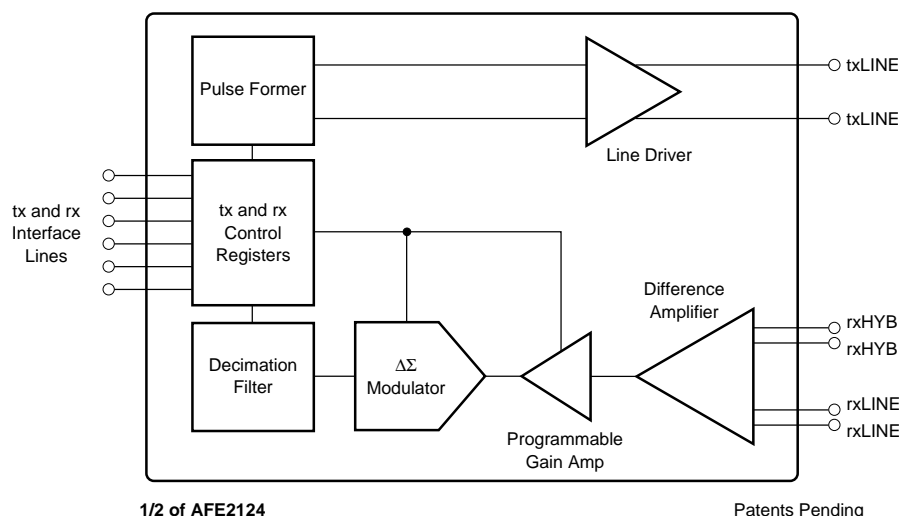 Pulse Former
txLINE
txLINE
Line Driver
tx and rx
Interface
Lines
tx and rx
Control
Registers
Difference
Amplifier
rxHYB
rxHYB
Decimation
Filter
ΔΣ
Modulator
rxLINE
rxLINE
Programmable
Gain Amp
1/2 of AFE2124
Patents Pending